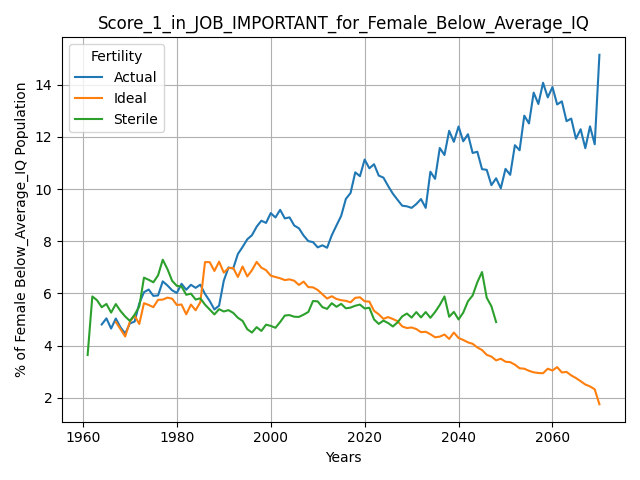 Score_1_in_JOB_IMPORTANT_for_Female_Below_Average_IQ
Fertility
Actual
Ideal
Sterile
% of Female Below_Average_IQ Population
14
12
10
8
6
4
2
1960 1980 2000 2020 2040 2060
Years